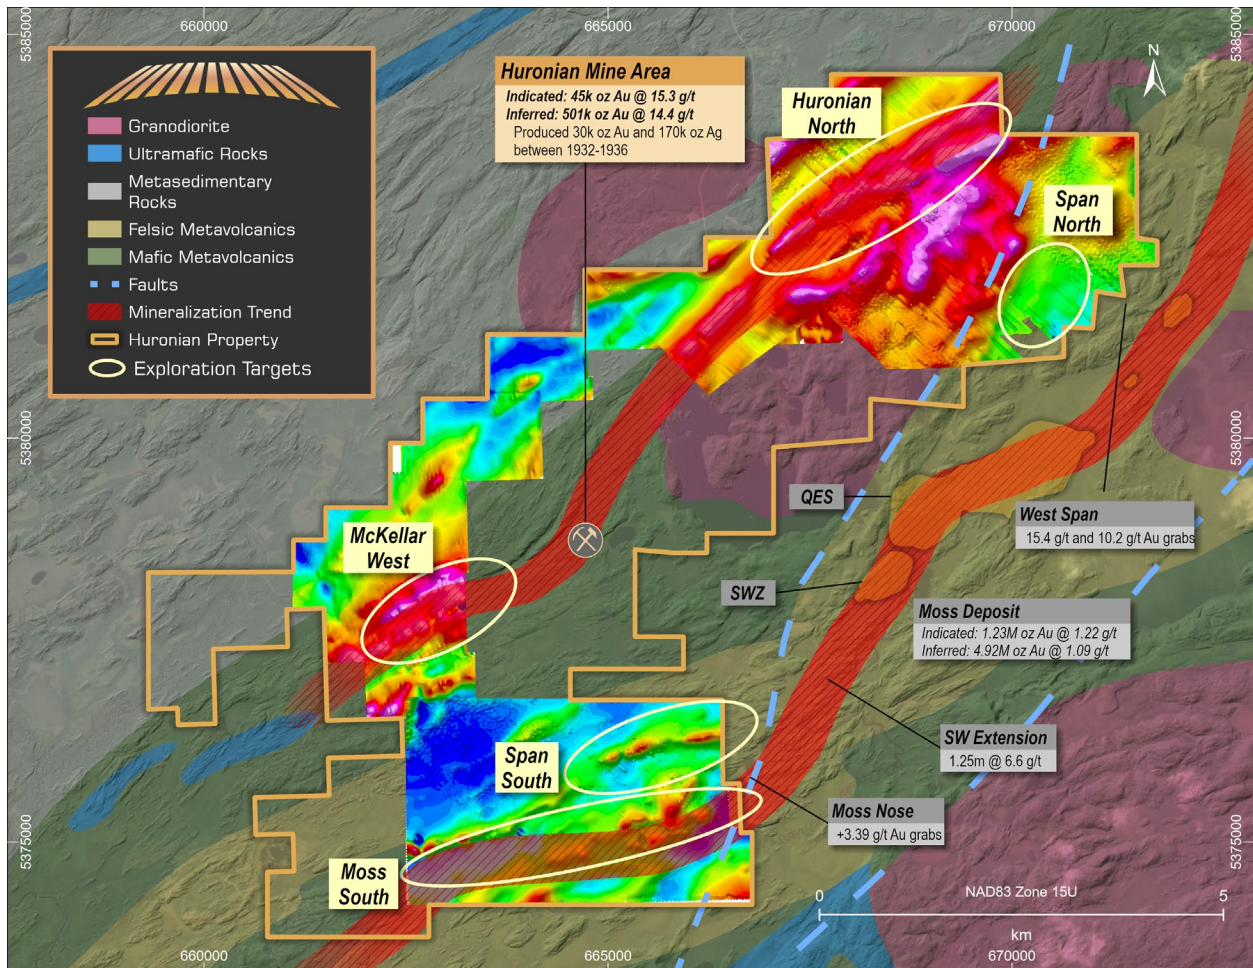 660000
665000
670000
5385000
5385000
N
Granodiorite
Ultramafic Rocks
Metasedimentary
Rocks
Felsic Metavolcanics
Mafic Metavolcanics
Faults
Mineralization Trend
Huronian Property
Exploration Targets
Huronian Mine Area
Indicated: 45k oz Au @ 15.3 g/t
Inferred: 501k oz Au @ 14.4 g/t
Produced 30k oz Au and 170k oz Ag
between 1932-1936
Huronian
North
Span
North
5380000
5380000
QES
West Span
15.4 g/t and 10.2 g/t Au grabs
McKellar
West
SWZ
Moss Deposit
Indicated: 1.23M oz Au @ 1.22 g/t
Inferred: 4.92M oz Au @ 1.09 g/t
SW Extension
1.25m @ 6.6 g/t
Span
South
Moss Nose
+3.39 g/t Au grabs
5375000
5375000
Moss
South
NAD83 Zone 15U
0
5
km
660000
665000
670000